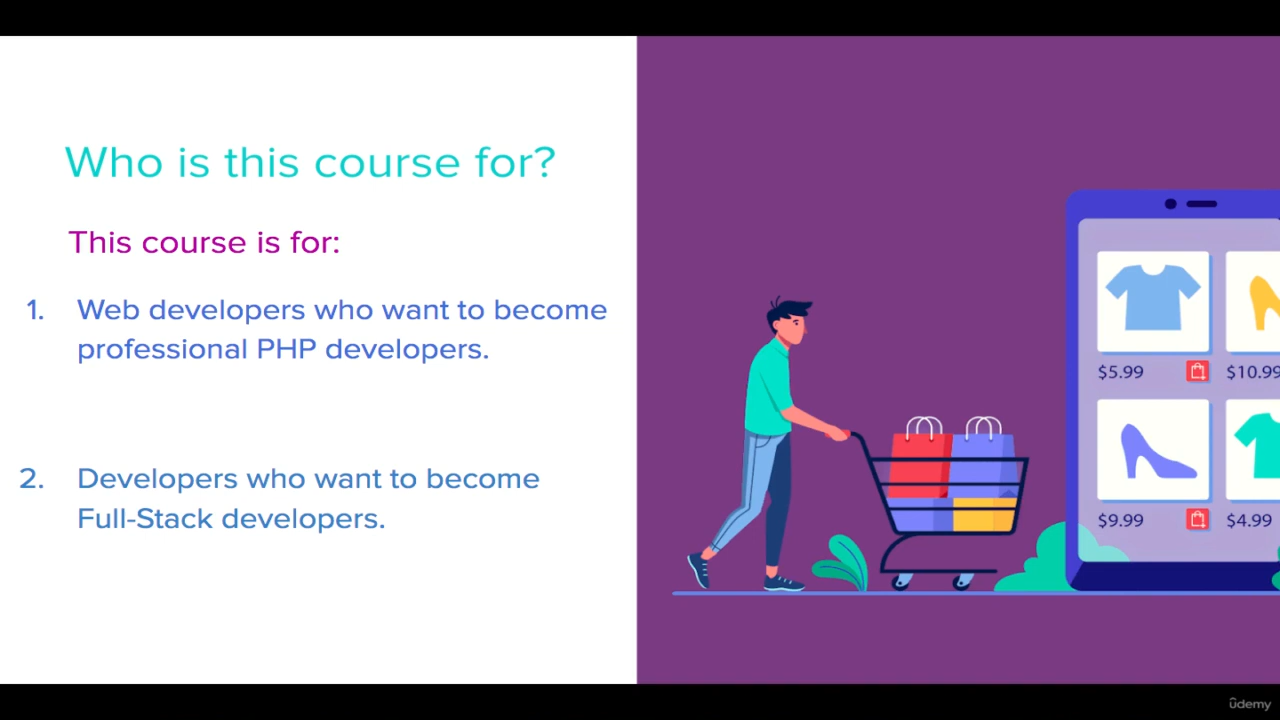 Who is this course for?
This course is for:
1. Web developers who want to become
professional PHP developers.
2. Developers who want to become
Full-Stack developers.
$5.99
$10.99
$9.99
$4.99
ûdemy